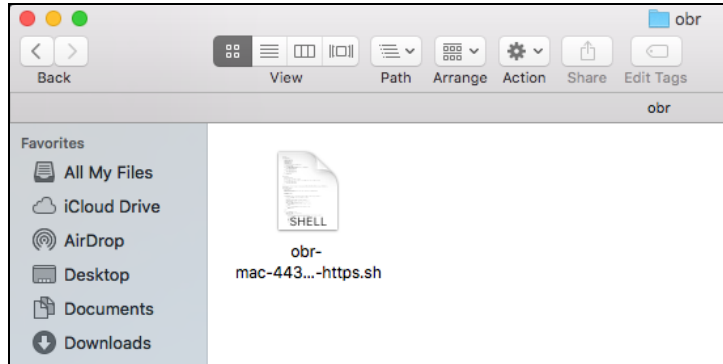 obr
Back
View
Path
Arrange
Action
Share
Edit Tags
obr
Favorites
All My Files
iCloud Drive
AirDrop
Desktop
Documents
Downloads
SHELL
obr-
mac-443...-https.sh